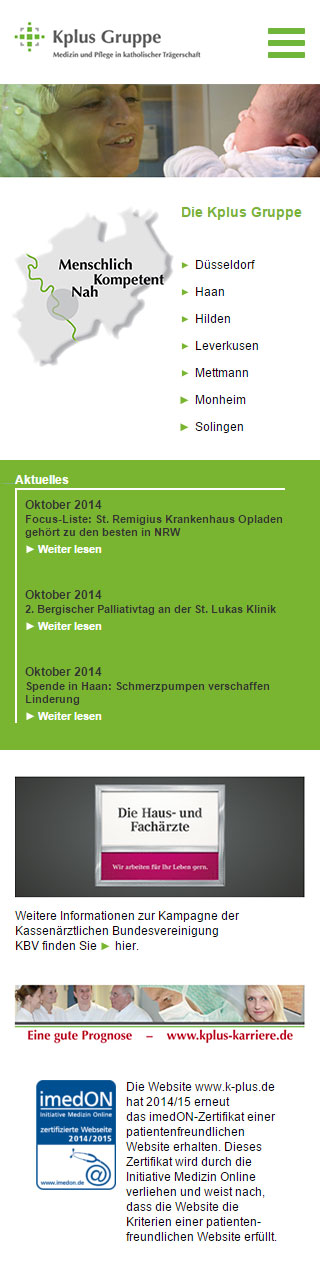 Kplus Gruppe
Medizin und Pflege in katholischer Trägerschaft
Menschlich
Kompetent
Nah
Die Kplus Gruppe
► Düsseldorf
► Haan
► Hilden
► Leverkusen
► Mettmann
► Monheim
► Solingen
Aktuelles
Oktober 2014
Focus-Liste: St. Remigius Krankenhaus Opladen
gehört zu den besten in NRW
► Weiter lesen
Oktober 2014
2. Bergischer Palliativtag an der St. Lukas Klinik
► Weiter lesen
Oktober 2014
Spende in Haan: Schmerzpumpen verschaffen
Linderung
► Weiter lesen
Die Haus- und
Fachärzte
Wir arbeiten für Ihr Leben gern.
Weitere Informationen zur Kampagne der
Kassenärztlichen Bundesvereinigung
KBV finden Sie ► hier.
Eine gute Prognose – www.kplus-karriere.de
imedON
Initiative Medizin Online
zertifizierte Webseite
2014/2015
www.imedon.de
Die Website www.k-plus.de
hat 2014/15 erneut
das imedON-Zertifikat einer
patientenfreundlichen
Website erhalten. Dieses
Zertifikat wird durch die
Initiative Medizin Online
verliehen und weist nach,
dass die Website die
Kriterien einer patienten-
freundlichen Website erfüllt.